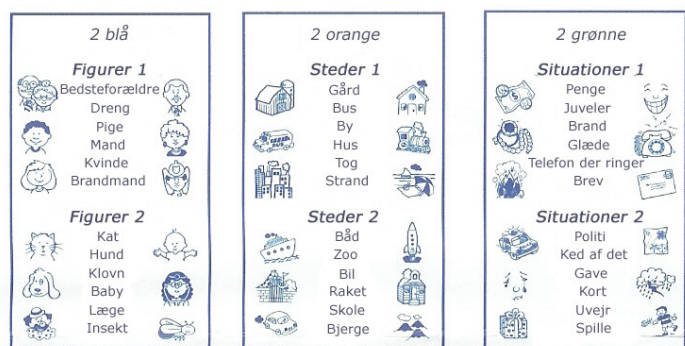 2 blå
Figurer 1
Bedsteforældre
Dreng
Pige
Mand
Kvinde
Brandmand
Figurer 2
Kat
Hund
Klovn
Baby
Læge
Insekt
2 orange
Steder 1
Gård
Bus
By
Hus
Tog
Strand
Steder 2
Båd
Zoo
Bil
Raket
Skole
Bjerge
2 grønne
Situationer 1
Penge
Juveler
Brand
Glæde
Telefon der ringer
Brev
Situationer 2
Politi
Ked af det
Gave
Kort
Uvejr
Spille